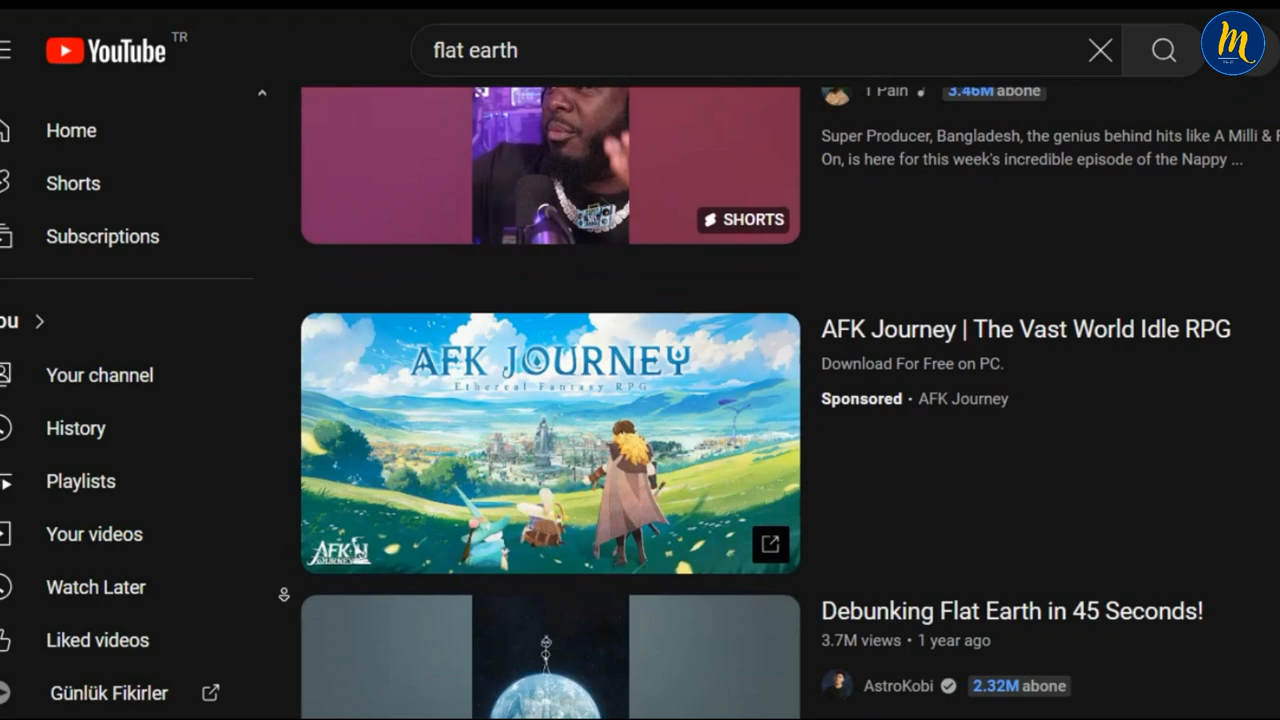 YouTube TR
flat earth
Home
Shorts
Subscriptions
ou
Your channel
History
Playlists
Your videos
Watch Later
Liked videos
Günlük Fikirler
SHORTS
Pain 3.46M abone
Super Producer, Bangladesh, the genius behind hits like A Milli &
On, is here for this week's incredible episode of the Nappy ...
AFK JOURNEY
Ethereal Fantasy RPG
AFK
JOURNEY
AFK Journey | The Vast World Idle RPG
Download For Free on PC.
Sponsored · AFK Journey
Debunking Flat Earth in 45 Seconds!
3.7M views • 1 year ago
AstroKobi 2.32M abone
m